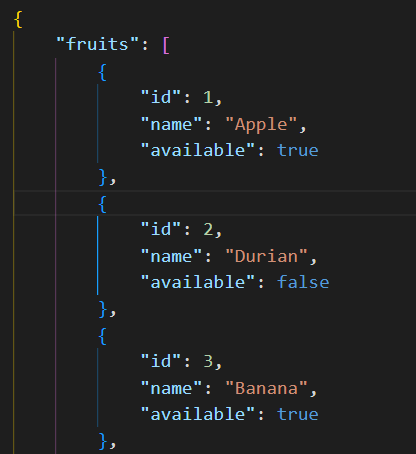 {
"fruits": [
{
"id": 1,
"name": "Apple",
"available": true
},
{
"id": 2,
"name": "Durian",
"available": false
},
{
"id": 3,
"name": "Banana",
"available": true
},